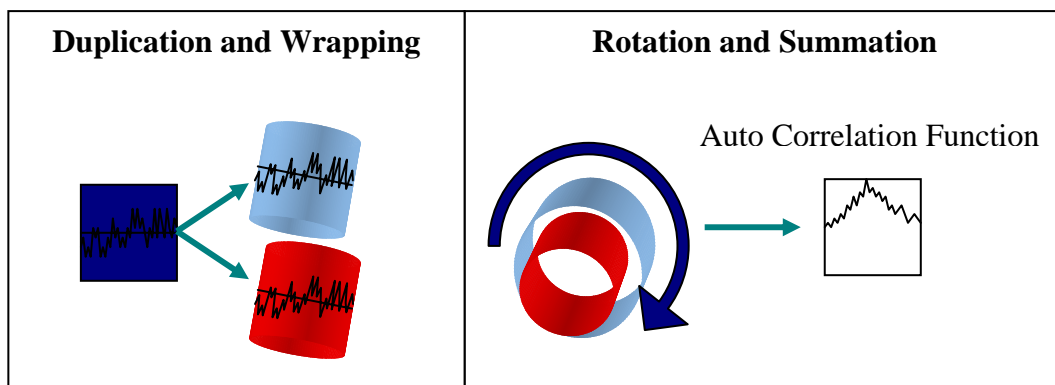 Duplication and Wrapping
Rotation and Summation
Auto Correlation Function